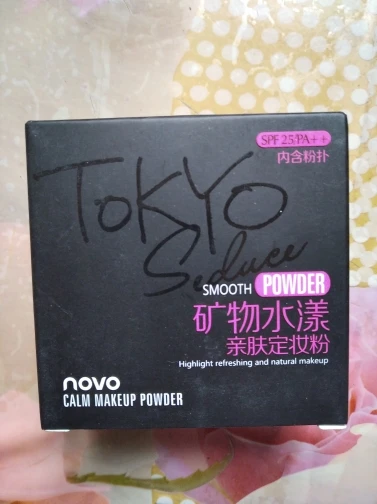 SPF 25/PA++
内含粉扑
TOKYO
Seduce
SMOOTH POWDER
矿物水漾
亲肤定妆粉
Highlight refreshing and natural makeup
novo
CALM MAKEUP POWDER